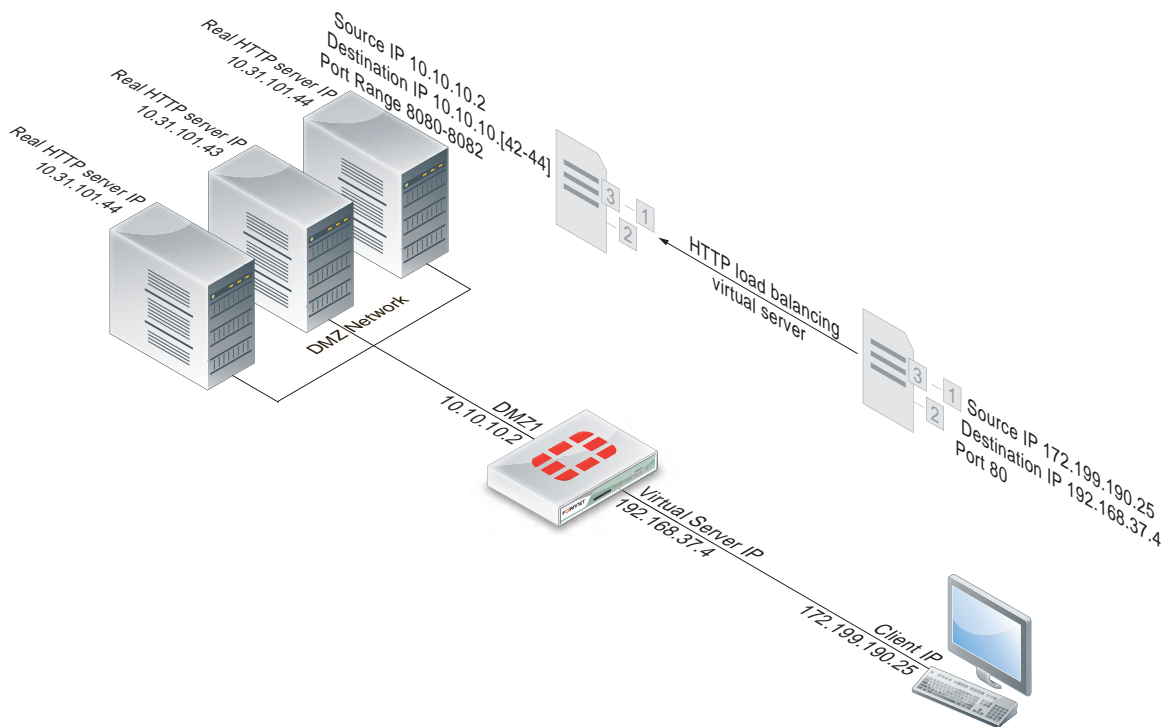 Source IP 10.10.10.2
Destination IP 10.10.10.[42-44]
Port Range 8080-8082
Real HTTP server IP
10.31.101.44
Real HTTP server IP
10.31.101.43
Real HTTP server IP
10.31.101.44
3
1
2
HTTP load balancing
virtual server
3
1
2
Source IP 172.199.190.25
Destination IP 192.168.37.4
Port 80
DMZ Network
DMZ1
10.10.10.2
FORTINET
Virtual Server IP
192.168.37.4
Client IP
172.199.190.25